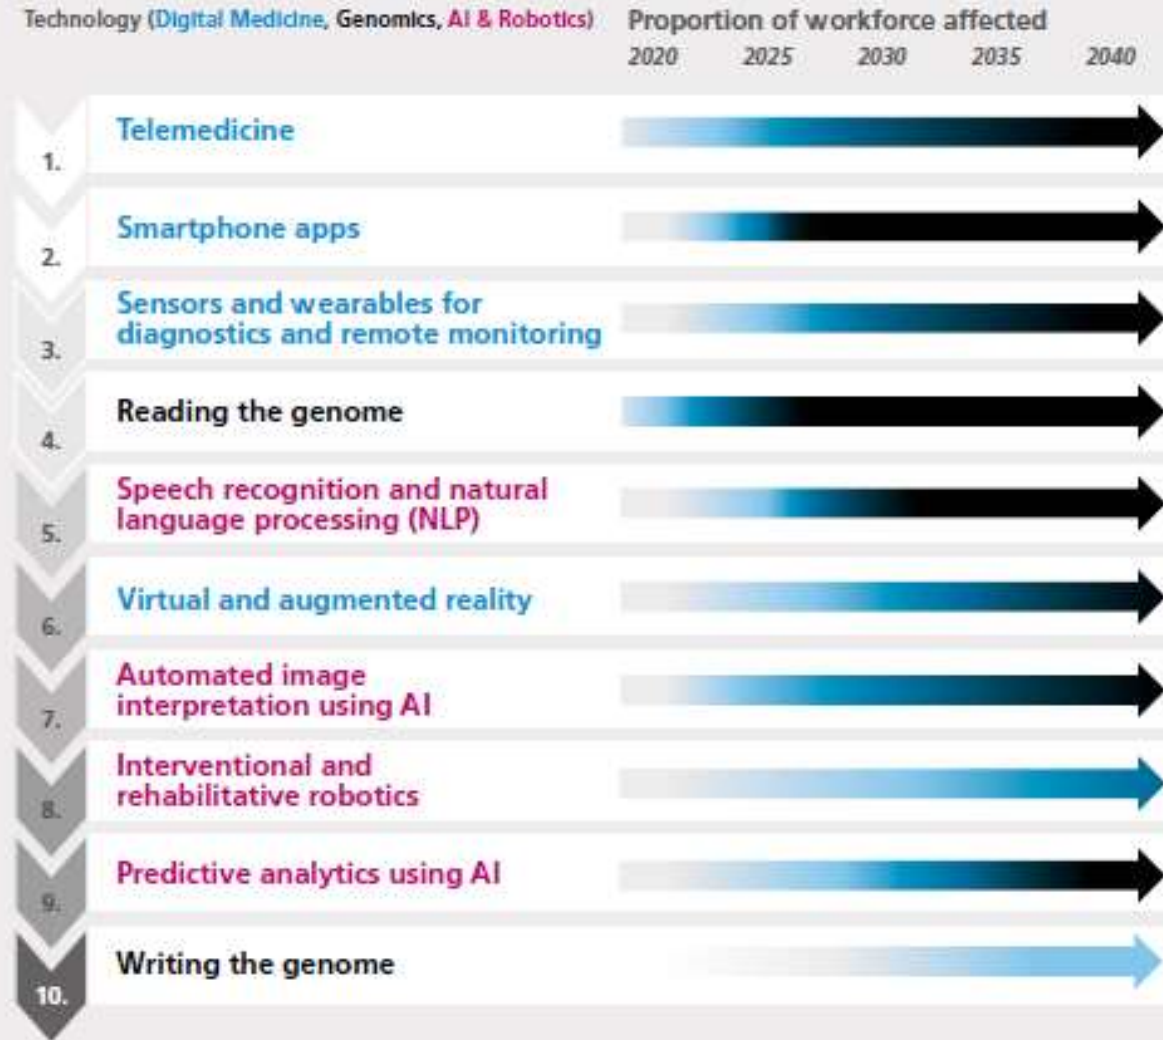 Technology (Digital Medicine, Genomics, AI & Robotics)
Proportion of workforce affected
2020 2025 2030 2035 2040
1.
Telemedicine
2.
Smartphone apps
3.
Sensors and wearables for
diagnostics and remote monitoring
4.
Reading the genome
5.
Speech recognition and natural
language processing (NLP)
6.
Virtual and augmented reality
7.
Automated image
interpretation using AI
8.
Interventional and
rehabilitative robotics
9.
Predictive analytics using AI
10.
Writing the genome